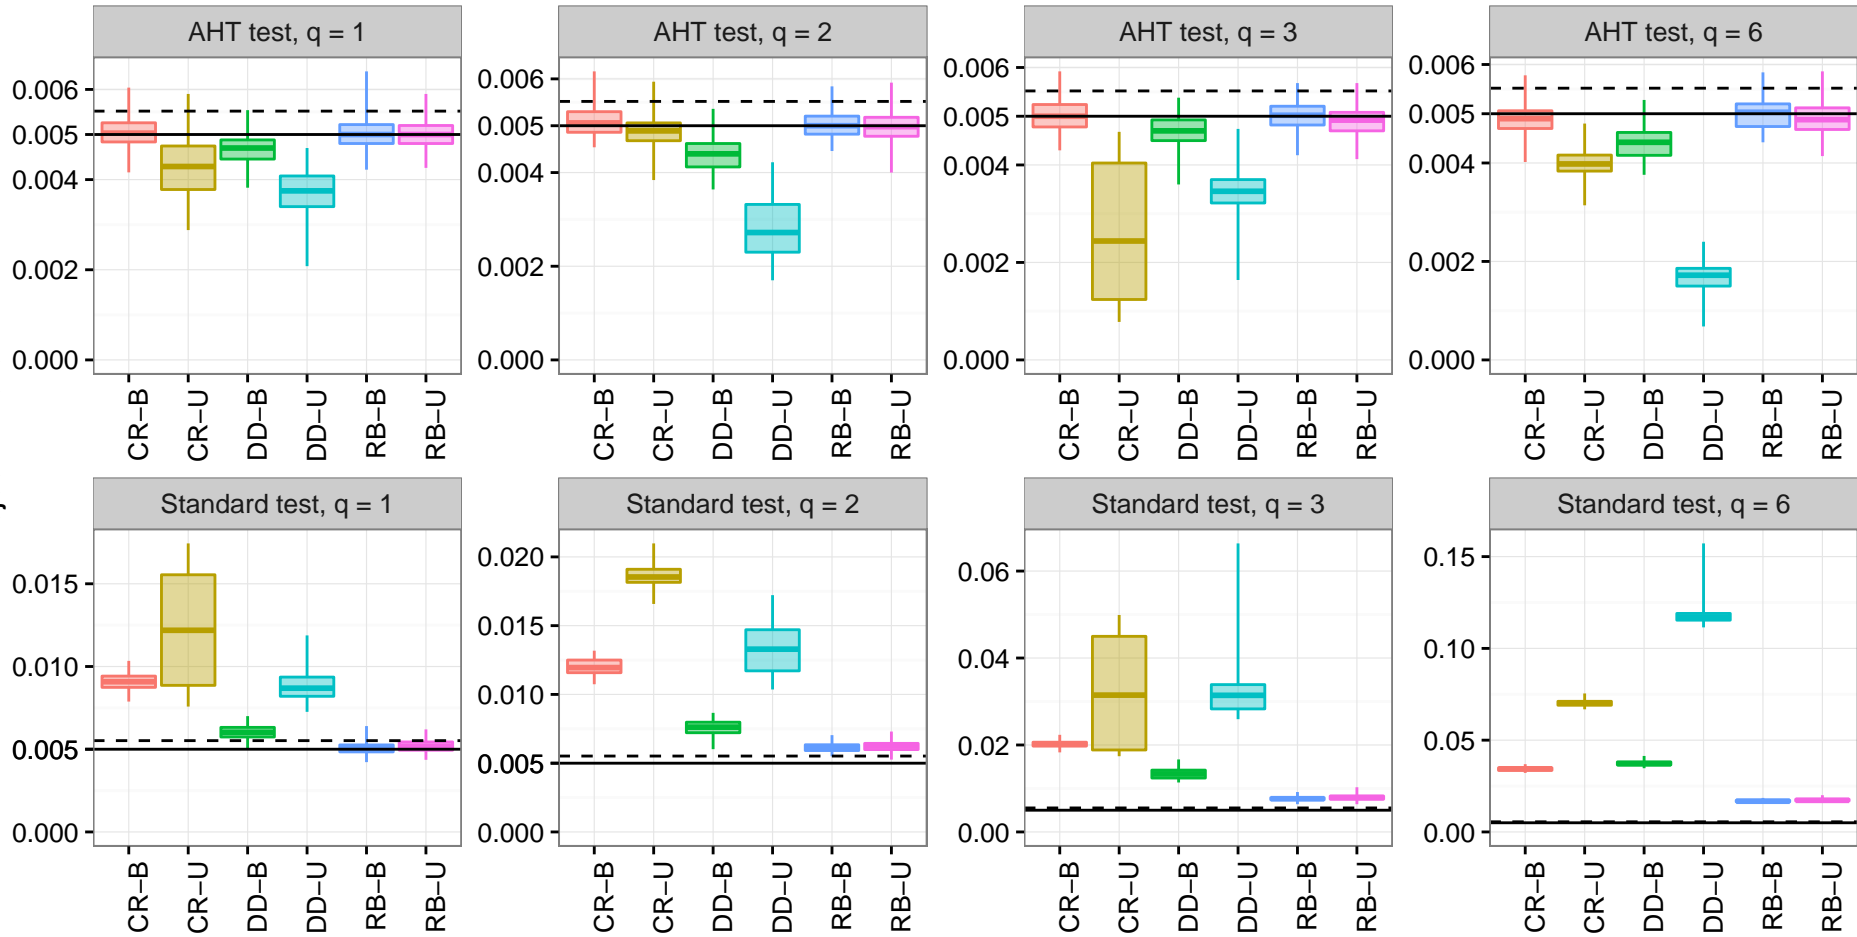 AHT test, q = 1
AHT test, q = 2
AHT test, q = 3
AHT test, q = 6
0.006
0.005
0.004
0.002
0.000
0.006
0.005
0.004
0.002
0.000
0.006
0.005
0.004
0.002
0.000
0.006
0.005
0.004
0.002
0.000
CR−B CR−U DD−B DD−U RB−B RB−U
CR−B CR−U DD−B DD−U RB−B RB−U
CR−B CR−U DD−B DD−U RB−B RB−U
CR−B CR−U DD−B DD−U RB−B RB−U
Standard test, q = 1
Standard test, q = 2
Standard test, q = 3
Standard test, q = 6
0.015
0.010
0.005
0.000
0.020
0.015
0.010
0.005
0.000
0.06
0.04
0.02
0.00
0.15
0.10
0.05
0.00
CR−B CR−U DD−B DD−U RB−B RB−U
CR−B CR−U DD−B DD−U RB−B RB−U
CR−B CR−U DD−B DD−U RB−B RB−U
CR−B CR−U DD−B DD−U RB−B RB−U